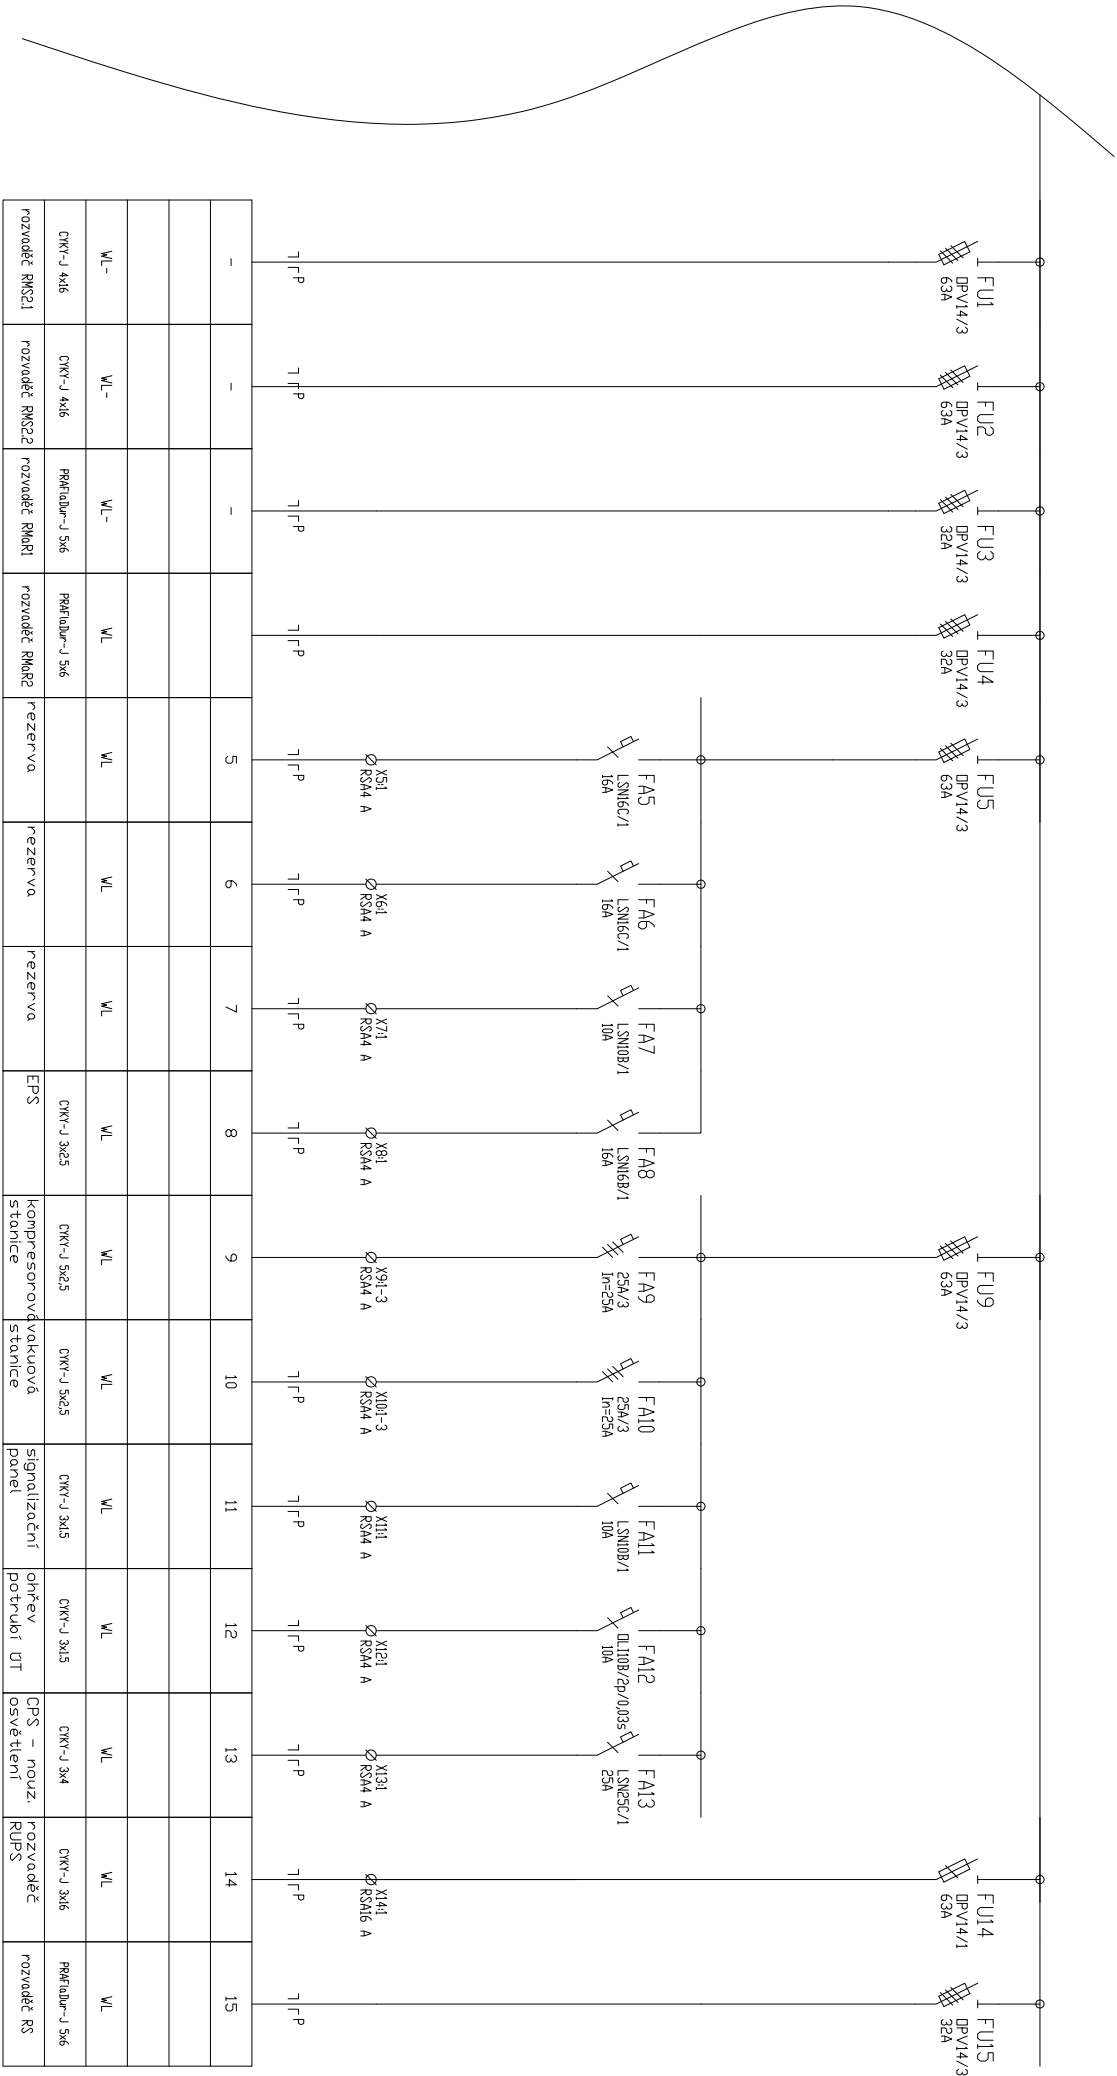 FU1
OPV14/3
63A
FU2
OPV14/3
63A
FU3
OPV14/3
32A
FU4
OPV14/3
32A
FU5
OPV14/3
63A
FU9
OPV14/3
63A
FU14
OPV14/1
63A
FU15
OPV14/3
32A
FA5
LSN16C/1
16A
FA6
LSN16C/1
16A
FA7
LSN10B/1
10A
FA8
LSN16B/1
16A
FA9
25A/3
In=25A
FA10
25A/3
In=25A
FA11
LSN10B/1
10A
FA12
OLI10B/2p/0,03s
10A
FA13
LSN25C/1
25A
X5:1
RSA4 A
X6:1
RSA4 A
X7:1
RSA4 A
X8:1
RSA4 A
X9:1-3
RSA4 A
X10:1-3
RSA4 A
X11:1
RSA4 A
X12:1
RSA4 A
X13:1
RSA4 A
X14:1
RSA16 A
P P P P P P P P P P P P P P P
- - - 5 6 7 8 9 10 11 12 13 14 15
WL- WL- WL- WL WL WL WL WL WL WL WL WL WL WL WL
CYKY-J 4x16
CYKY-J 4x16
PRAFlaDur-J 5x6
PRAFlaDur-J 5x6
CYKY-J 3x2,5
CYKY-J 5x2,5
CYKY-J 5x2,5
CYKY-J 3x1,5
CYKY-J 3x1,5
CYKY-J 3x4
CYKY-J 3x16
PRAFlaDur-J 5x6
rozvaděč RMS2.1
rozvaděč RMS2.2
rozvaděč RMaR1
rozvaděč RMaR2
rezerva
rezerva
rezerva
EPS
kompresorová
stanice
vakuová
stanice
signalizační
panel
ohřev
potrubí ÚT
CPS - nouz.
osvětlení
rozvaděč
RUPS
rozvaděč RS